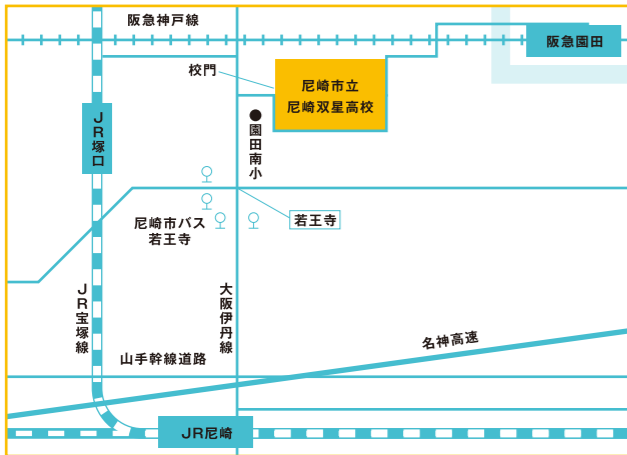 阪急神戸線
阪急園田
校門
尼崎市立
尼崎双星高校
JR塚口
園田南小
尼崎市バス
若王寺
若王寺
JR宝塚線
大阪伊丹線
名神高速
山手幹線道路
JR尼崎